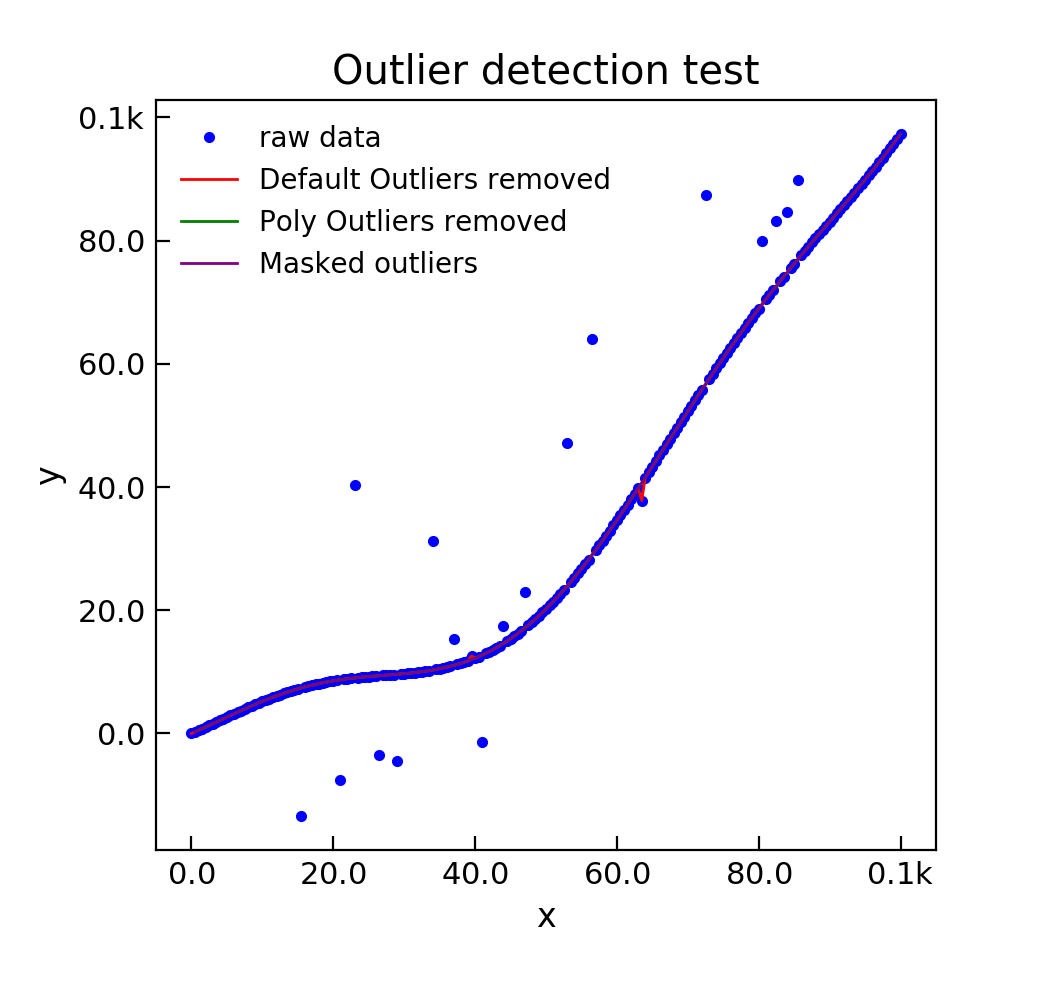 Outlier detection test
0.1k
80.0
60.0
40.0
20.0
0.0
y
raw data
Default Outliers removed
Poly Outliers removed
Masked outliers
0.0 20.0 40.0 60.0 80.0 0.1k
x